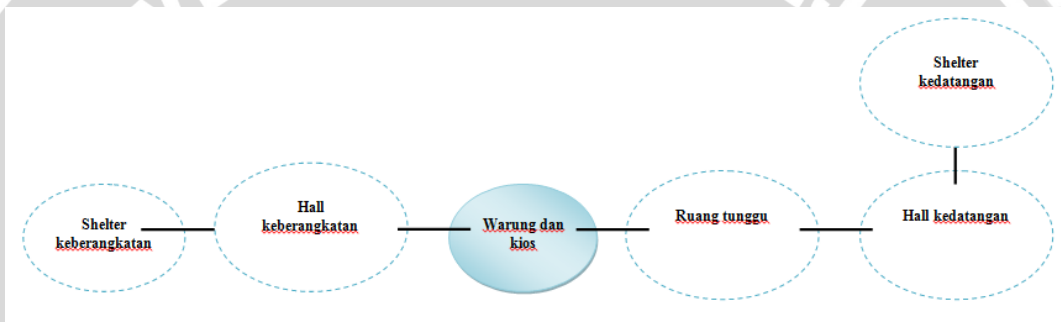 Shelter
kedatangan
Shelter
keberangkatan
Hall
keberangkatan
Warung dan
kios
Ruang tunggu
Hall kedatangan